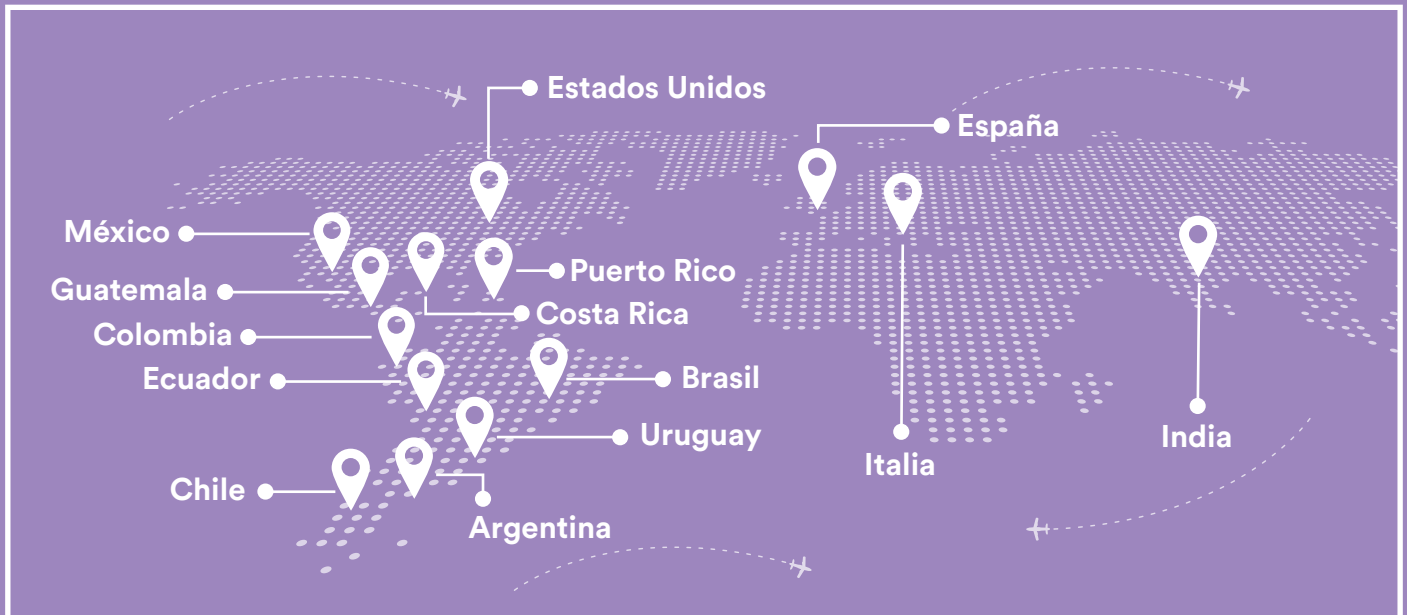 Estados Unidos
España
México
Puerto Rico
Guatemala
Costa Rica
Colombia
Ecuador
Brasil
Uruguay
Italia
India
Chile
Argentina